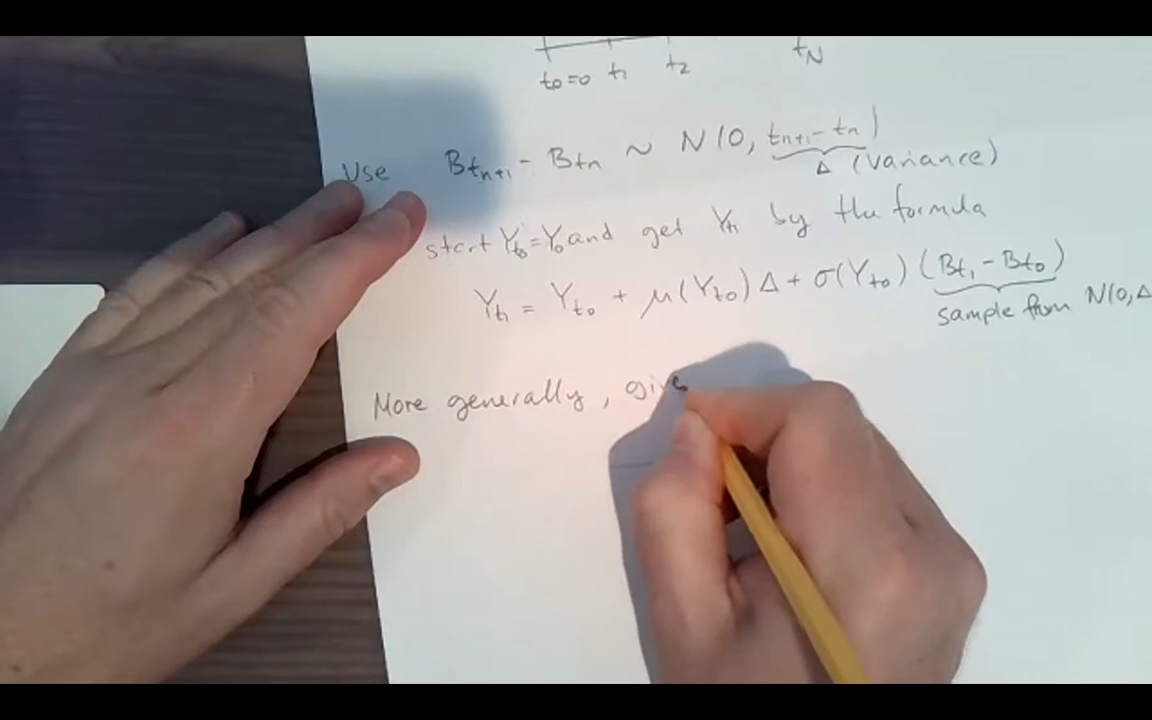 t₀=0 t₁ t₂ t_N
Use B_{t_{n+1}} - B_{t_n} ~ N(0, t_{n+1} - t_n)
Δ (variance)
start Y_{t₀}=Y₀ and get Y_{t₁} by the formula
Y_{t₁} = Y_{t₀} + μ(Y_{t₀}) Δ + σ(Y_{t₀}) (B_{t₁} - B_{t₀})
sample from N(0,Δ
More generally, give